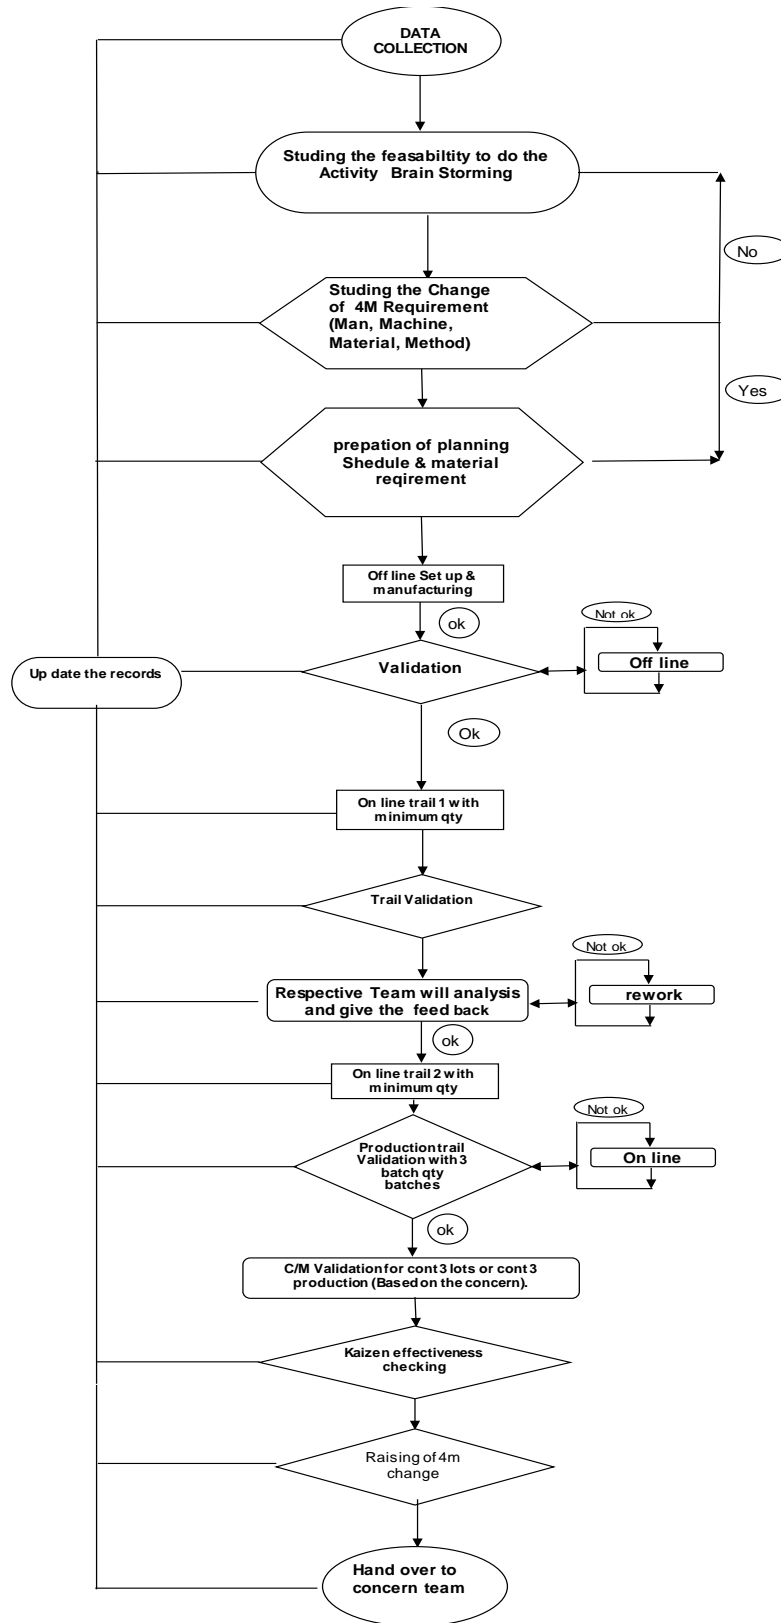 DATA
COLLECTION
Studing the feasabiltity to do the
Activity Brain Storming
No
Studing the Change
of 4M Requirement
(Man, Machine,
Material, Method)
Yes
prepation of planning
Shedule & material
reqirement
Off line Set up &
manufacturing
ok
Not ok
Validation
Off line
Up date the records
Ok
On line trail 1 with
minimum qty
Trail Validation
Not ok
Respective Team will analysis
and give the feed back
rework
ok
On line trail 2 with
minimum qty
Not ok
Production trail
Validation with 3
batch qty
batches
On line
ok
C/M Validation for cont 3 lots or cont 3
production (Based on the concern).
Kaizen effectiveness
checking
Raising of 4m
change
Hand over to
concern team